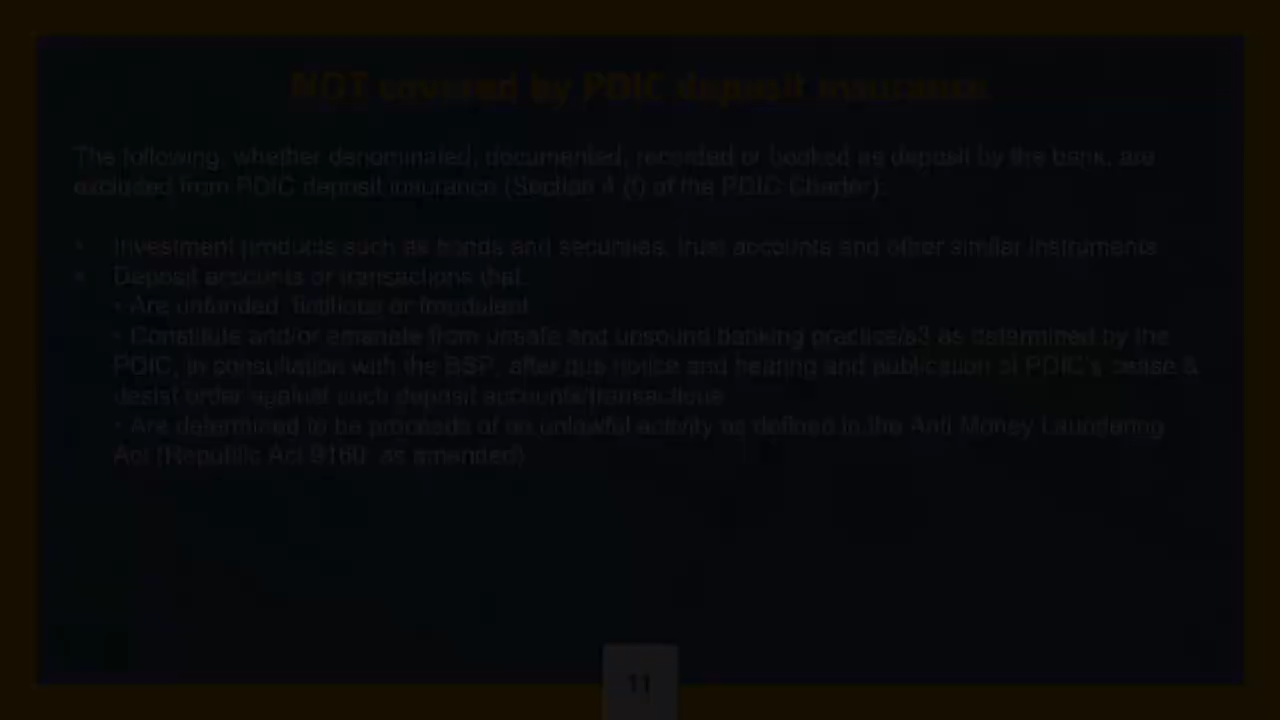 NOT covered by PDIC deposit insurance
The following, whether denominated, documented, recorded or booked as deposit by the bank, are
excluded from PDIC deposit insurance (Section 4 (f) of the PDIC Charter):
• Investment products such as bonds and securities, trust accounts and other similar instruments
• Deposit accounts or transactions that:
• Are unfunded, fictitious or fraudulent
• Constitute and/or emanate from unsafe and unsound banking practice/s3 as determined by the
PDIC, in consultation with the BSP, after due notice and hearing and publication of PDIC's cease &
desist order against such deposit accounts/transactions
• Are determined to be proceeds of an unlawful activity as defined in the Anti Money Laundering
Act (Republic Act 9160, as amended)
11